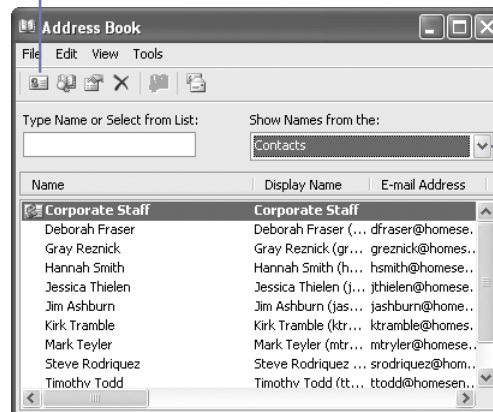 Address Book
File Edit View Tools
Type Name or Select from List: Show Names from the:
Contacts
Name Display Name E-mail Address
Corporate Staff Corporate Staff
Deborah Fraser Deborah Fraser (... dfraser@homese.
Gray Reznick Gray Reznick (gr... greznick@homes..
Hannah Smith Hannah Smith (h... hsmith@homese..
Jessica Thielen Jessica Thielen (j... jthielen@homese.
Jim Ashburn Jim Ashburn (jas... jashburn@home..
Kirk Tramble Kirk Tramble (ktr... ktramble@homes.
Mark Teyler Mark Teyler (mtr... mtryler@homese..
Steve Rodriquez Steve Rodriquez ... srodriquez@hom..
Timothy Todd Timothy Todd (tt... ttodd@homesen..